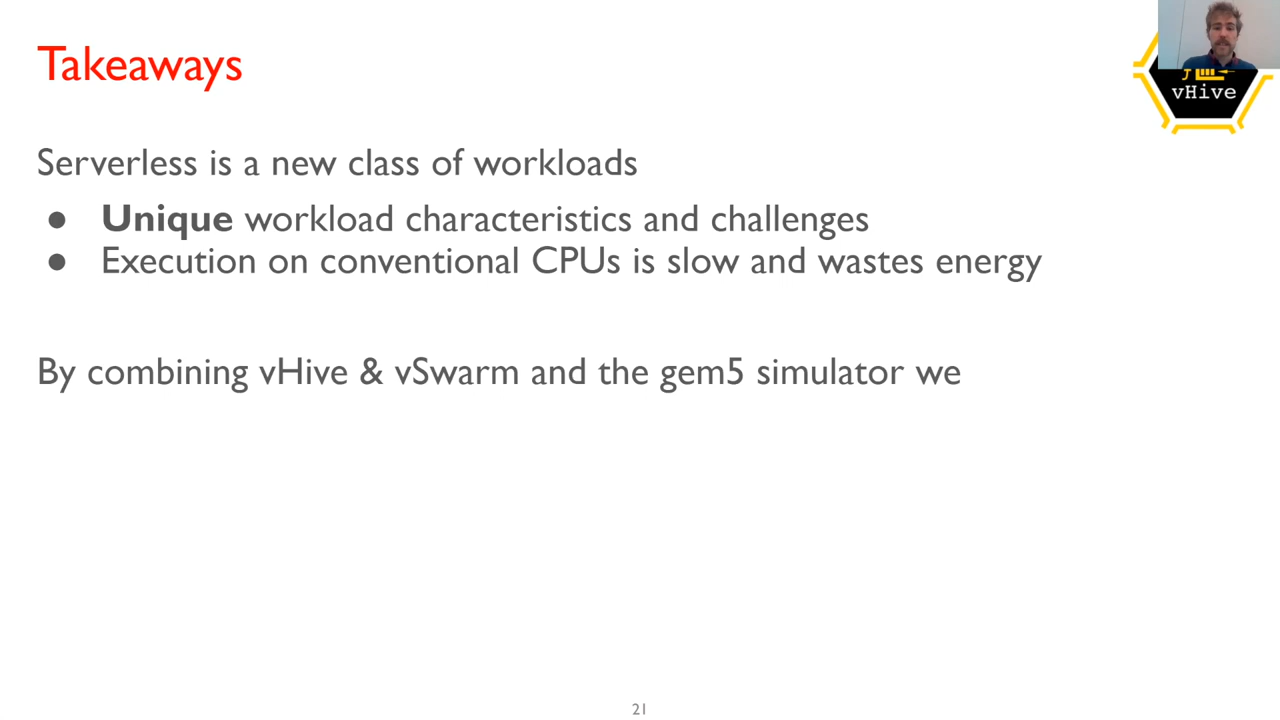 Takeaways
vHive
Serverless is a new class of workloads
● Unique workload characteristics and challenges
● Execution on conventional CPUs is slow and wastes energy
By combining vHive & vSwarm and the gem5 simulator we
21